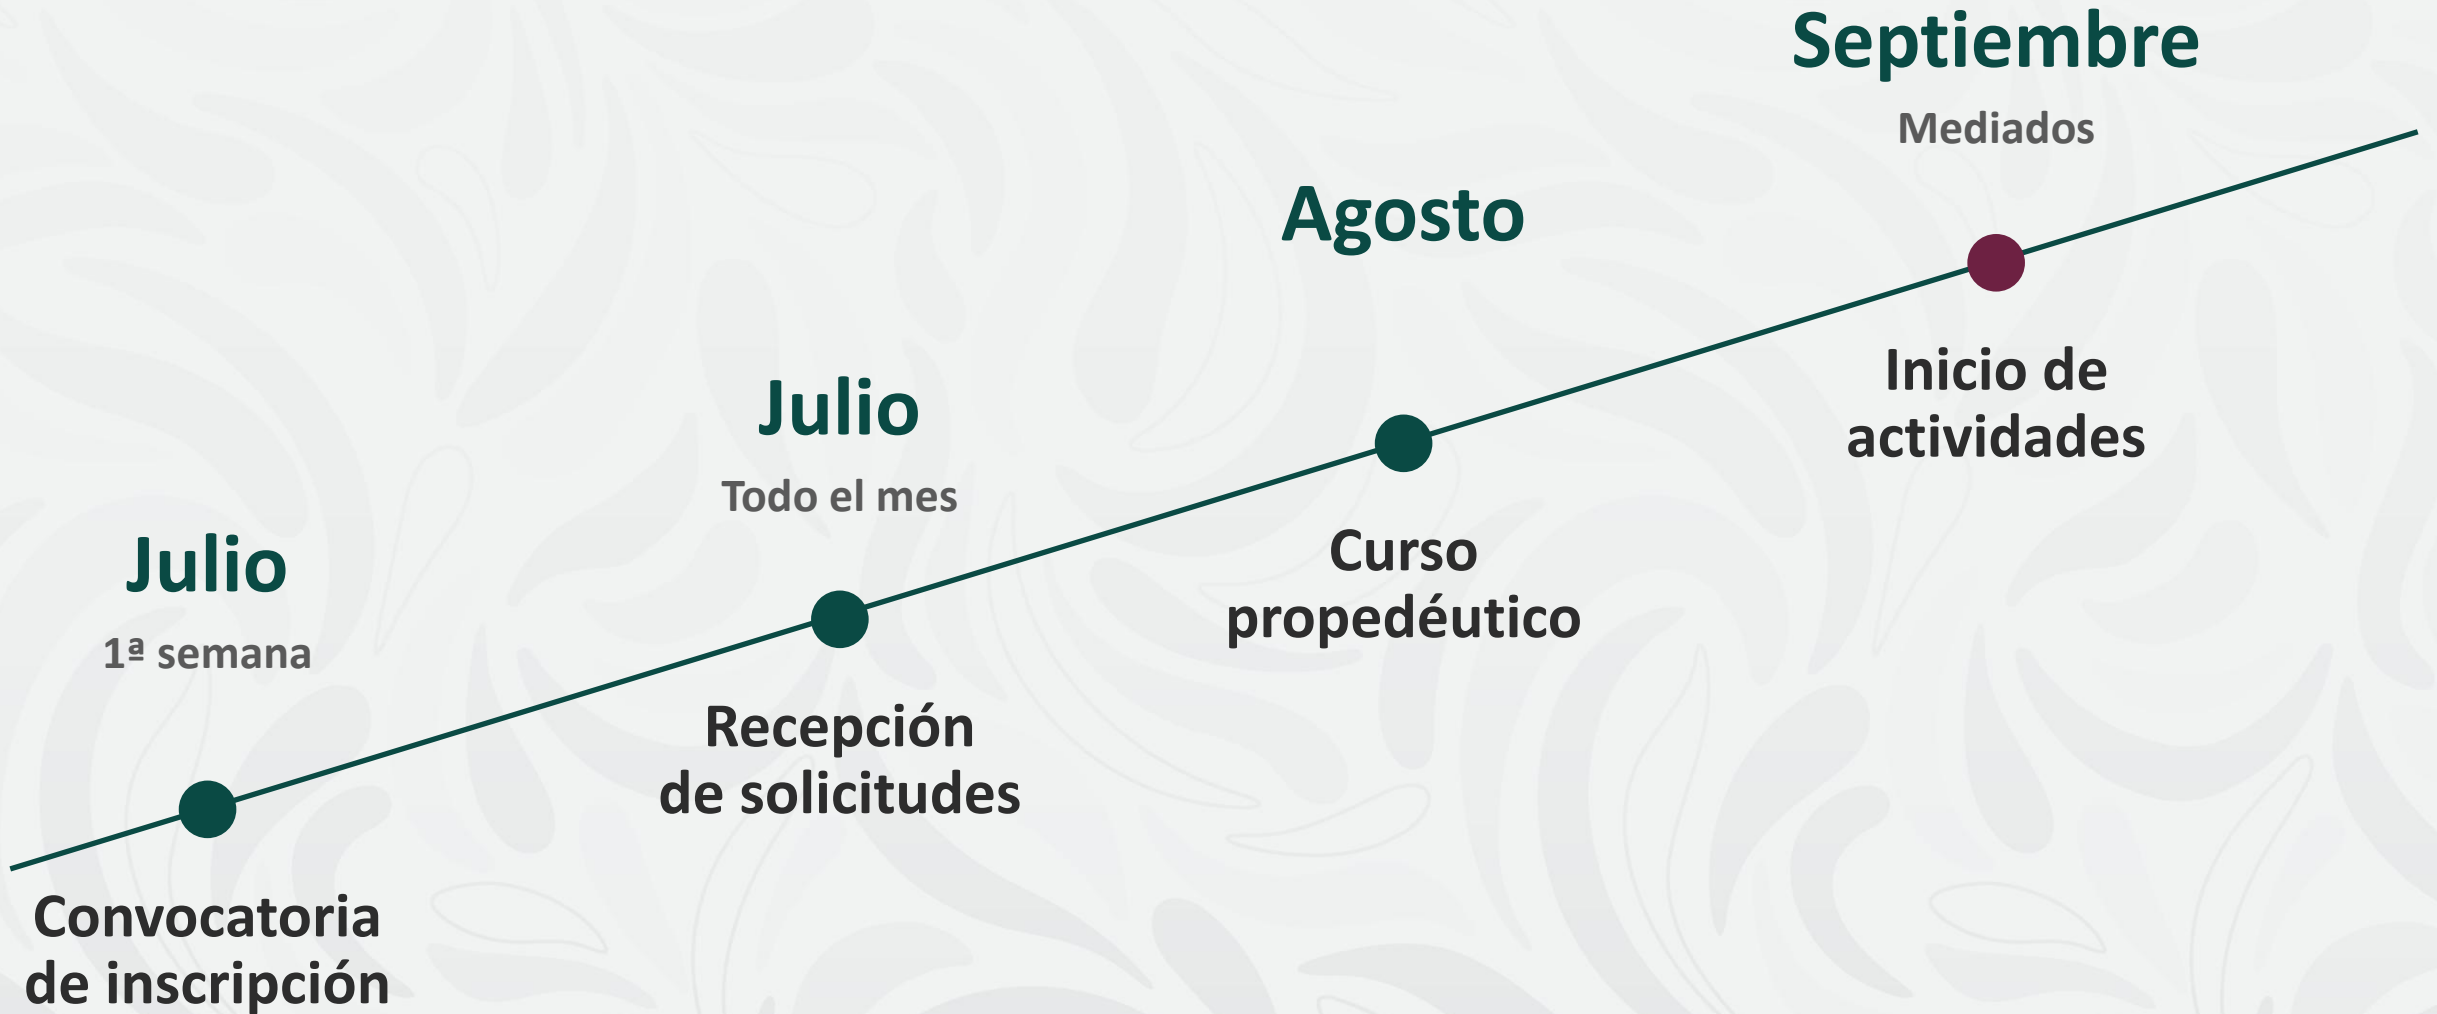 Julio
1ª semana
Convocatoria
de inscripción
Julio
Todo el mes
Recepción
de solicitudes
Agosto
Curso
propedéutico
Septiembre
Mediados
Inicio de
actividades